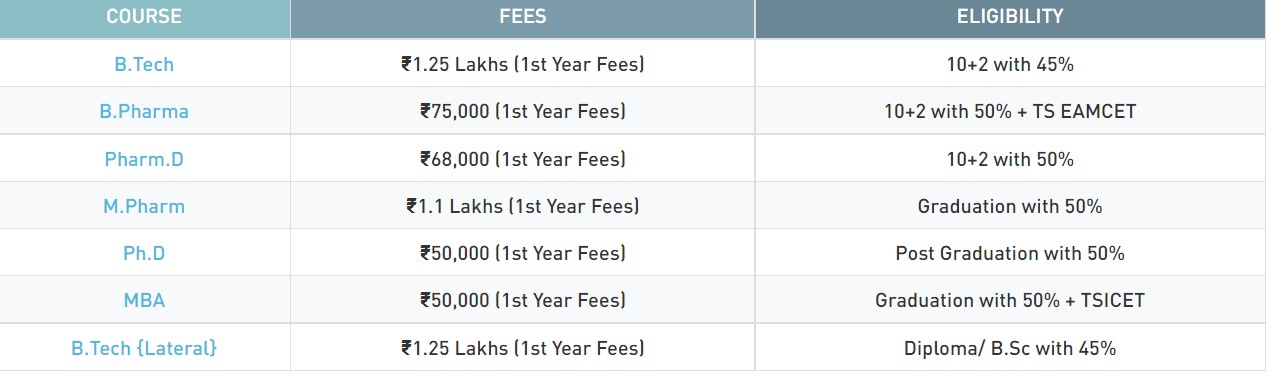 COURSE FEES ELIGIBILITY
B.Tech ₹1.25 Lakhs (1st Year Fees) 10+2 with 45%
B.Pharma ₹75,000 (1st Year Fees) 10+2 with 50% + TS EAMCET
Pharm.D ₹68,000 (1st Year Fees) 10+2 with 50%
M.Pharm ₹1.1 Lakhs (1st Year Fees) Graduation with 50%
Ph.D ₹50,000 (1st Year Fees) Post Graduation with 50%
MBA ₹50,000 (1st Year Fees) Graduation with 50% + TSICET
B.Tech {Lateral} ₹1.25 Lakhs (1st Year Fees) Diploma/ B.Sc with 45%